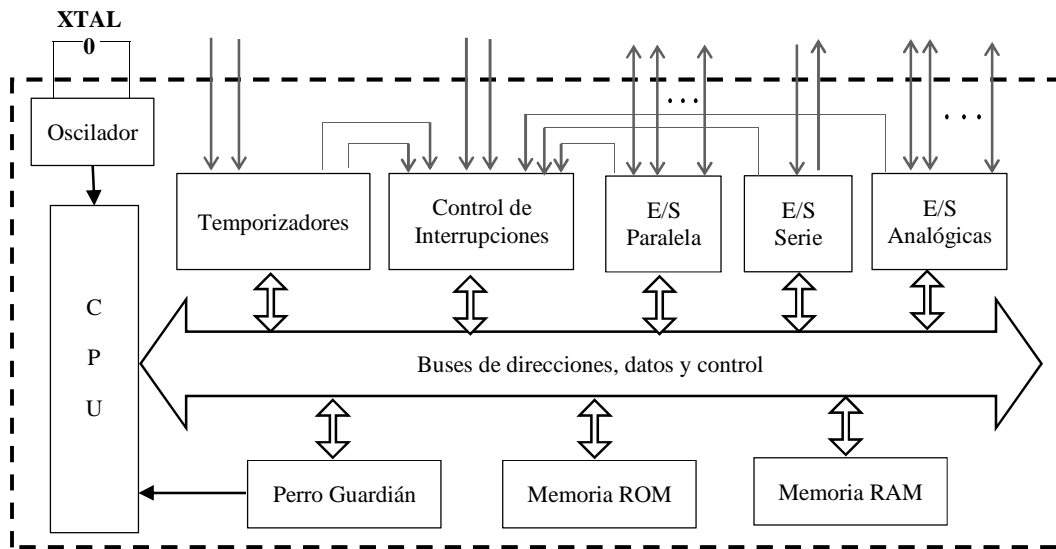 XTAL
0
Oscilador
Temporizadores
Control de
Interrupciones
E/S
Paralela
E/S
Serie
E/S
Analógicas
C
P
U
Buses de direcciones, datos y control
Perro Guardián
Memoria ROM
Memoria RAM